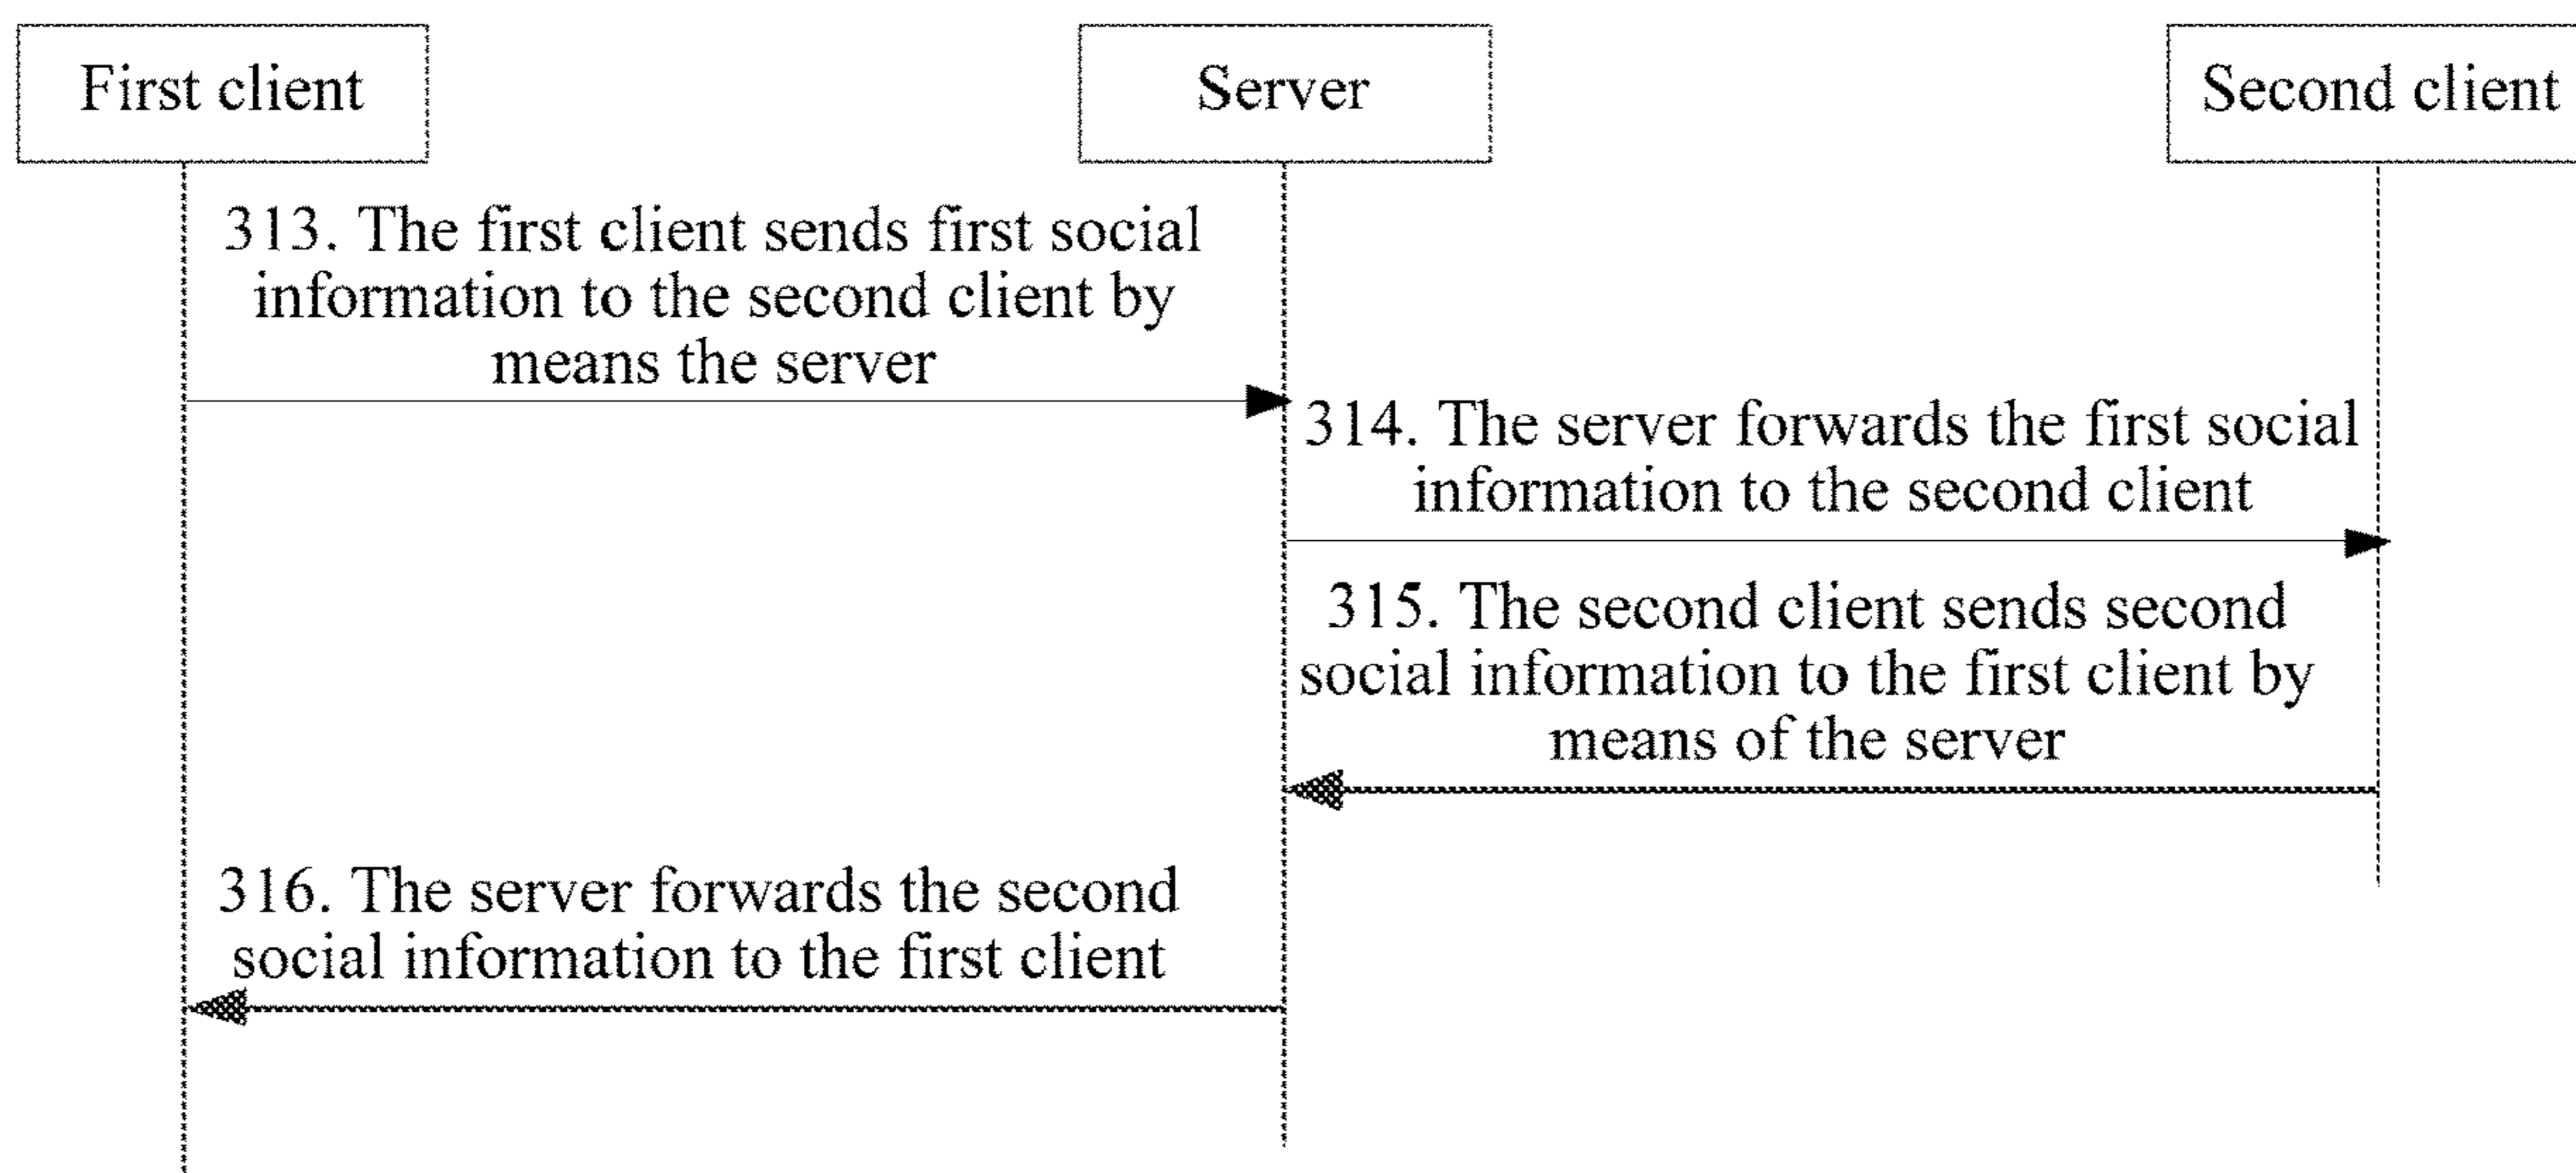 First client
Server
Second client
313. The first client sends first social
information to the second client by
means the server
314. The server forwards the first social
information to the second client
315. The second client sends second
social information to the first client by
means of the server
316. The server forwards the second
social information to the first client